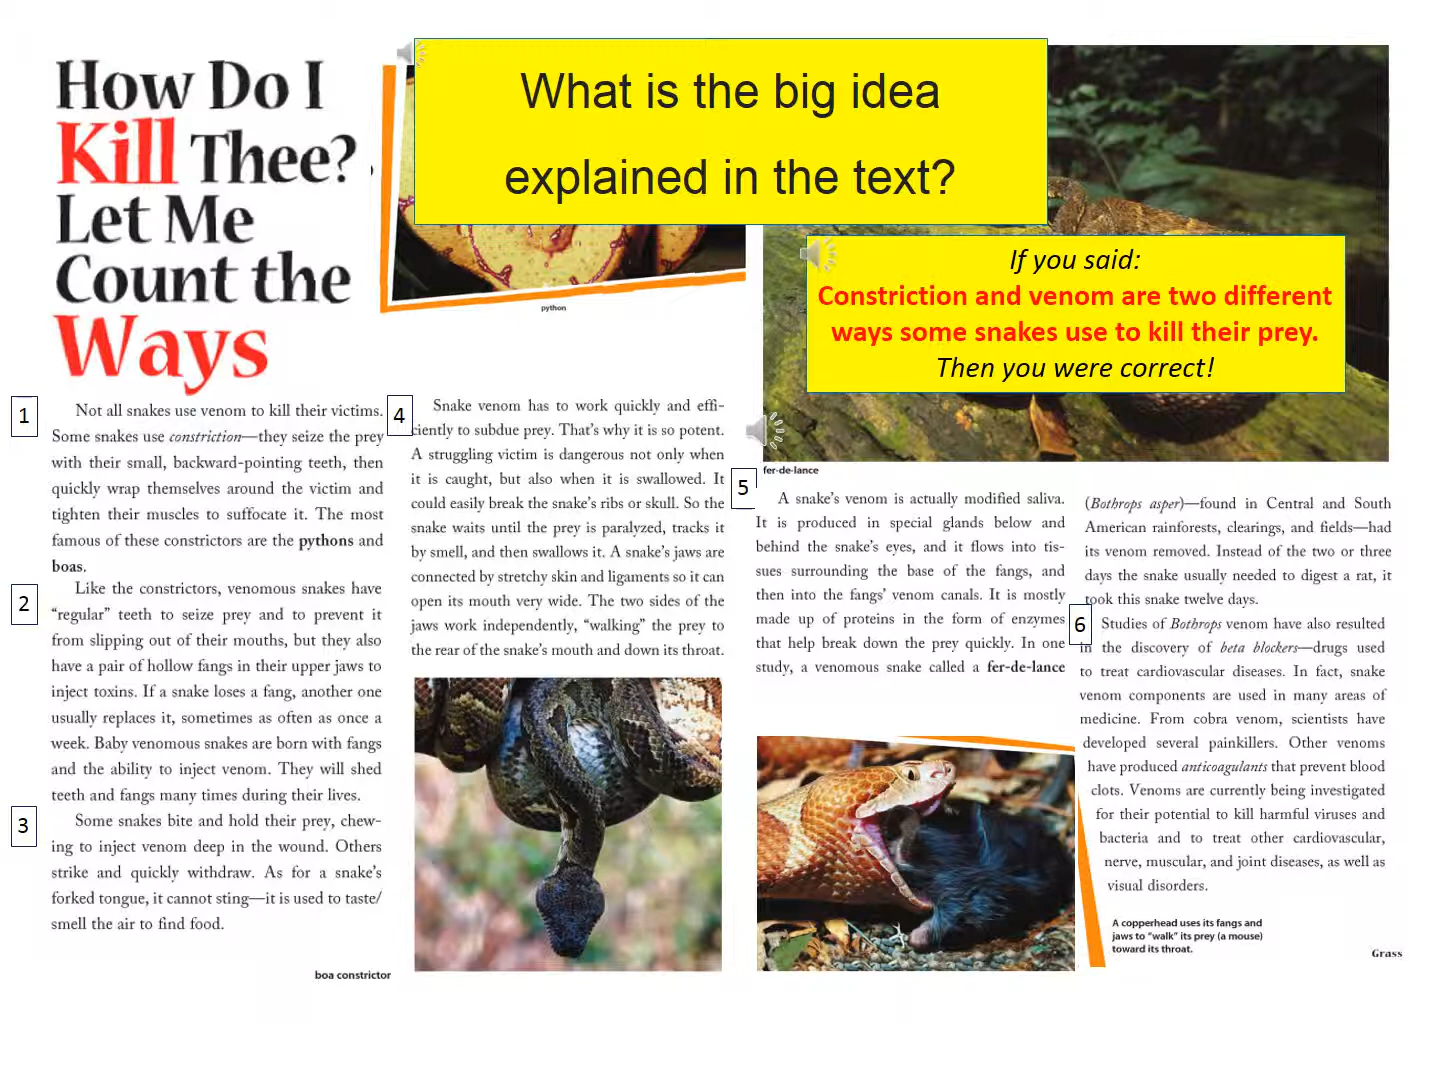 How Do I
Kill Thee?
Let Me
Count the
Ways
What is the big idea
explained in the text?
If you said:
Constriction and venom are two different
ways some snakes use to kill their prey.
Then you were correct!
python
fer-de-lance
1
Not all snakes use venom to kill their victims.
Some snakes use constriction—they seize the prey
with their small, backward-pointing teeth, then
quickly wrap themselves around the victim and
tighten their muscles to suffocate it. The most
famous of these constrictors are the pythons and
boas.
2
Like the constrictors, venomous snakes have
“regular” teeth to seize prey and to prevent it
from slipping out of their mouths, but they also
have a pair of hollow fangs in their upper jaws to
inject toxins. If a snake loses a fang, another one
usually replaces it, sometimes as often as once a
week. Baby venomous snakes are born with fangs
and the ability to inject venom. They will shed
teeth and fangs many times during their lives.
3
Some snakes bite and hold their prey, chew-
ing to inject venom deep in the wound. Others
strike and quickly withdraw. As for a snake’s
forked tongue, it cannot sting—it is used to taste/
smell the air to find food.
boa constrictor
4
Snake venom has to work quickly and effi-
ciently to subdue prey. That’s why it is so potent.
A struggling victim is dangerous not only when
it is caught, but also when it is swallowed. It
could easily break the snake’s ribs or skull. So the
snake waits until the prey is paralyzed, tracks it
by smell, and then swallows it. A snake’s jaws are
connected by stretchy skin and ligaments so it can
open its mouth very wide. The two sides of the
jaws work independently, “walking” the prey to
the rear of the snake’s mouth and down its throat.
5
A snake’s venom is actually modified saliva.
It is produced in special glands below and
behind the snake’s eyes, and it flows into tis-
sues surrounding the base of the fangs, and
then into the fangs’ venom canals. It is mostly
made up of proteins in the form of enzymes
that help break down the prey quickly. In one
study, a venomous snake called a fer-de-lance
(Bothrops asper)—found in Central and South
American rainforests, clearings, and fields—had
its venom removed. Instead of the two or three
days the snake usually needed to digest a rat, it
took this snake twelve days.
6
Studies of Bothrops venom have also resulted
in the discovery of beta blockers—drugs used
to treat cardiovascular diseases. In fact, snake
venom components are used in many areas of
medicine. From cobra venom, scientists have
developed several painkillers. Other venoms
have produced anticoagulants that prevent blood
clots. Venoms are currently being investigated
for their potential to kill harmful viruses and
bacteria and to treat other cardiovascular,
nerve, muscular, and joint diseases, as well as
visual disorders.
A copperhead uses its fangs and
jaws to “walk” its prey (a mouse)
toward its throat.
Grass